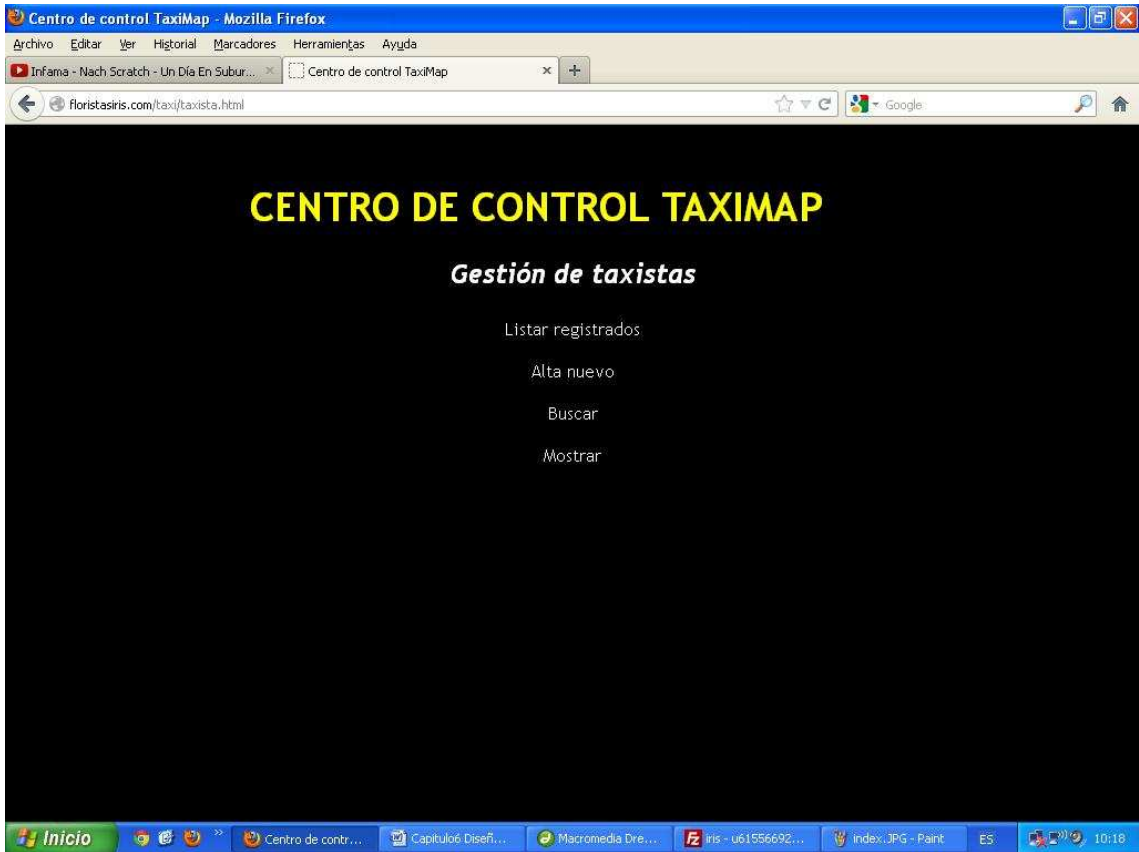 Centro de control TaxiMap - Mozilla Firefox
Archivo Editar Ver Historial Marcadores Herramientas Ayuda
Infama - Nach Scratch - Un Día En Subur... Centro de control TaxiMap
floristasiris.com/taxi/taxista.html Google
CENTRO DE CONTROL TAXIMAP
Gestión de taxistas
Listar registrados
Alta nuevo
Buscar
Mostrar
Inicio Centro de contr... Capitulo6 Diseñ... Macromedia Dre... iris - u61556692... index.JPG - Paint ES 10:18